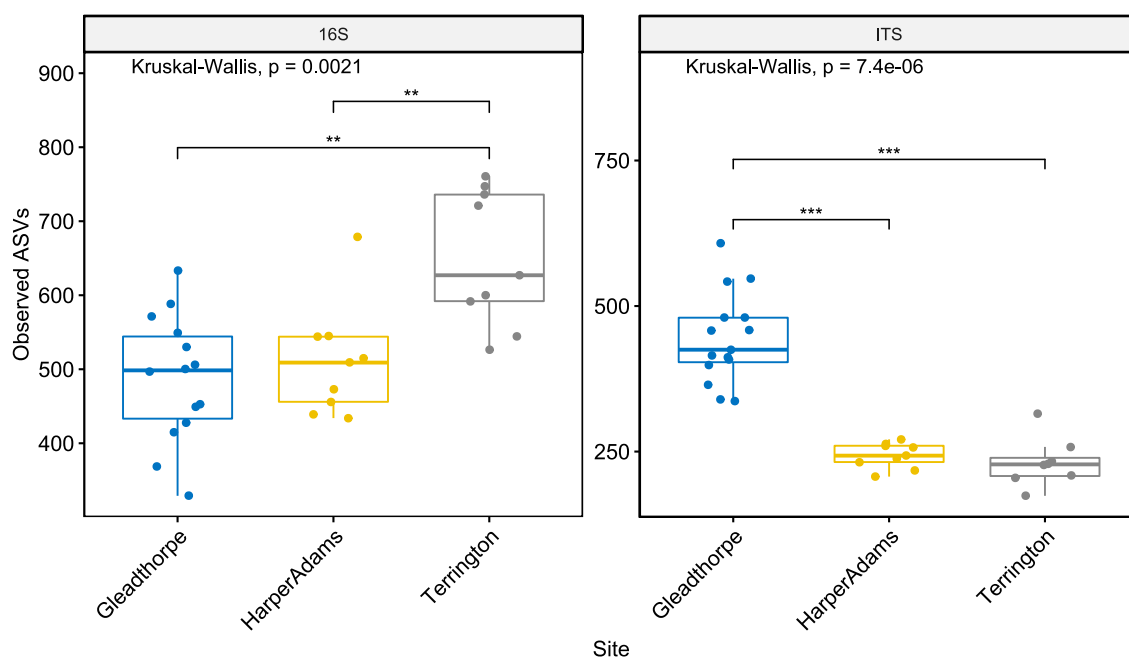 16S
ITS
Kruskal-Wallis, p = 0.0021
Kruskal-Wallis, p = 7.4e-06
**
**
***
***
Observed ASVs
900
800
700
600
500
400
750
500
250
Gleadthorpe
HarperAdams
Terrington
Gleadthorpe
HarperAdams
Terrington
Site